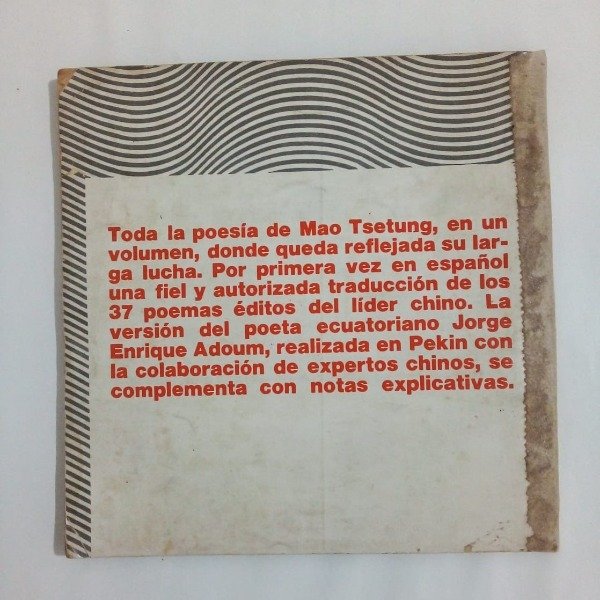 Toda la poesía de Mao Tsetung, en un
volumen, donde queda reflejada su lar-
ga lucha. Por primera vez en español
una fiel y autorizada traducción de los
37 poemas éditos del líder chino. La
versión del poeta ecuatoriano Jorge
Enrique Adoum, realizada en Pekin con
la colaboración de expertos chinos, se
complementa con notas explicativas.